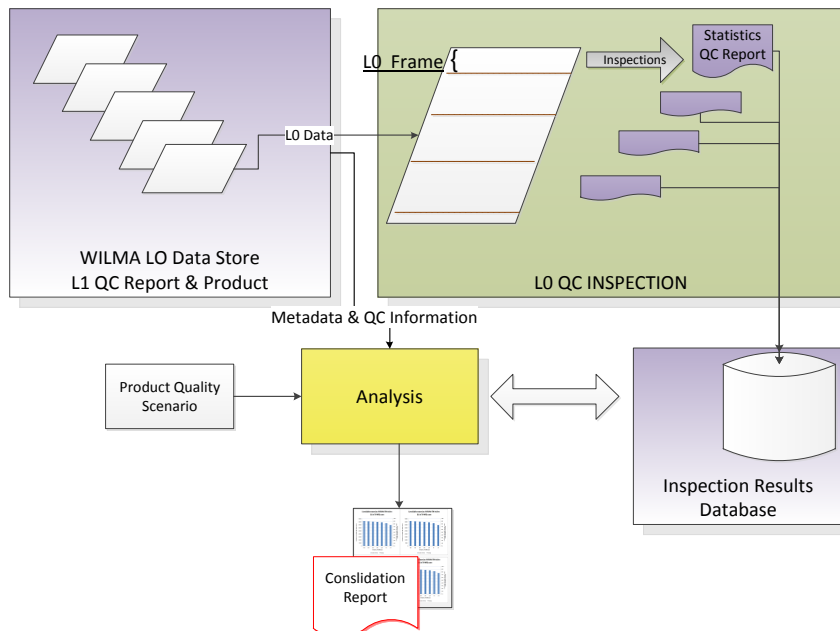 L0 Frame {
Inspections
Statistics
QC Report
L0 Data
WILMA LO Data Store
L1 QC Report & Product
L0 QC INSPECTION
Metadata & QC Information
Product Quality
Scenario
Analysis
Inspection Results
Database
Conslidation
Report